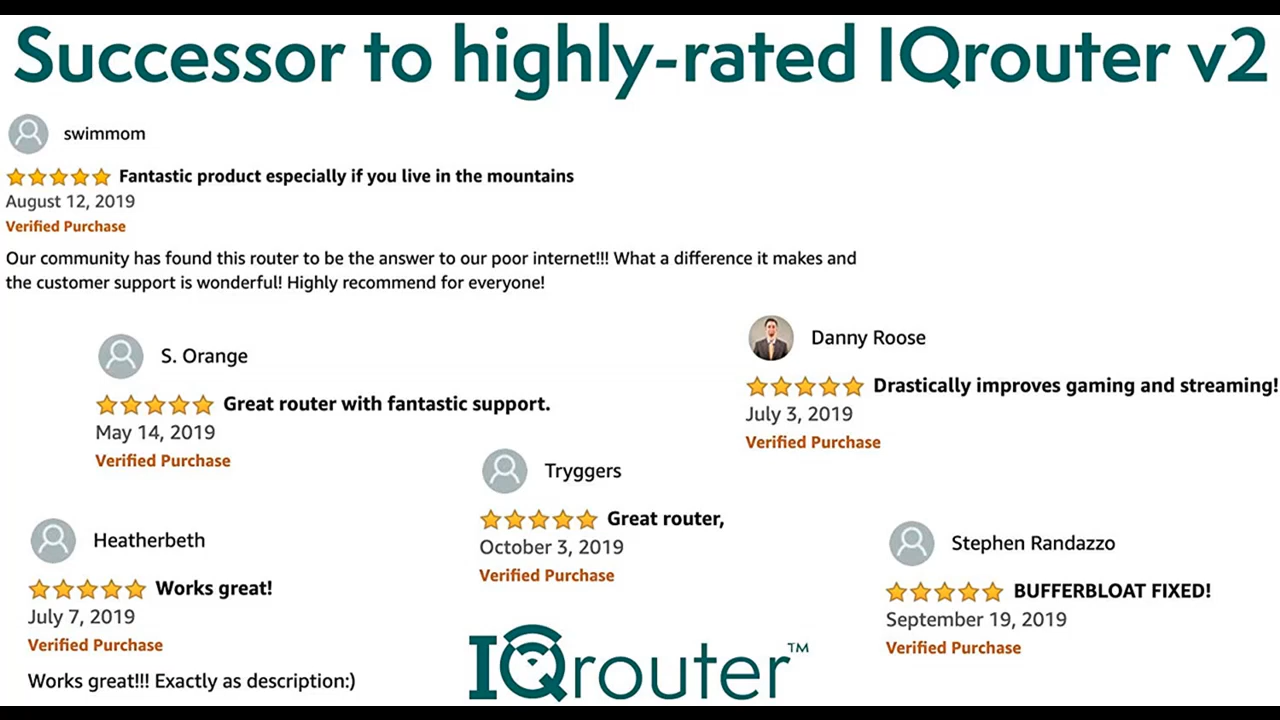 Successor to highly-rated IQrouter v2
swimmom
Fantastic product especially if you live in the mountains
August 12, 2019
Verified Purchase
Our community has found this router to be the answer to our poor internet!!! What a difference it makes and
the customer support is wonderful! Highly recommend for everyone!
S. Orange
Great router with fantastic support.
May 14, 2019
Verified Purchase
Danny Roose
Drastically improves gaming and streaming!
July 3, 2019
Verified Purchase
Tryggers
Great router,
October 3, 2019
Verified Purchase
Heatherbeth
Works great!
July 7, 2019
Verified Purchase
Works great!!! Exactly as description:)
Stephen Randazzo
BUFFERBLOAT FIXED!
September 19, 2019
Verified Purchase
IQrouter™